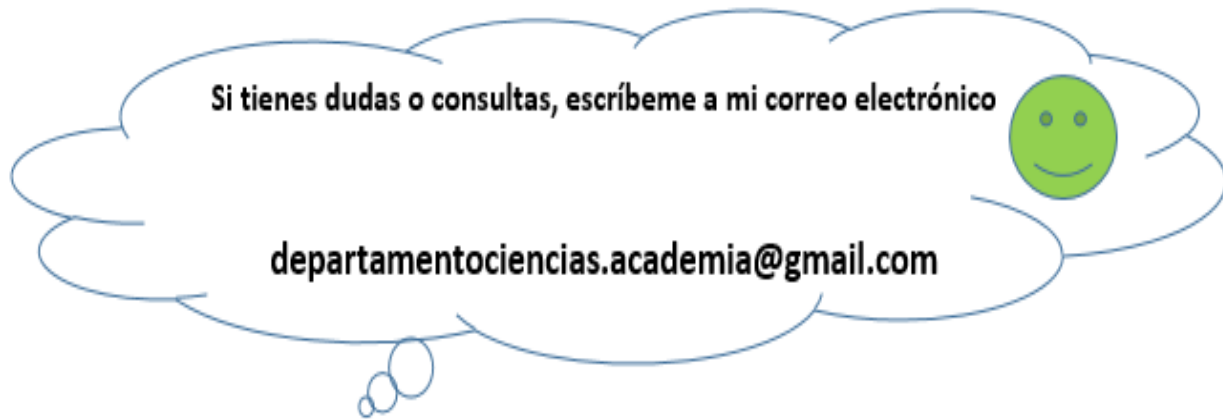 Si tienes dudas o consultas, escríbeme a mi correo electrónico
departamentociencias.academia@gmail.com